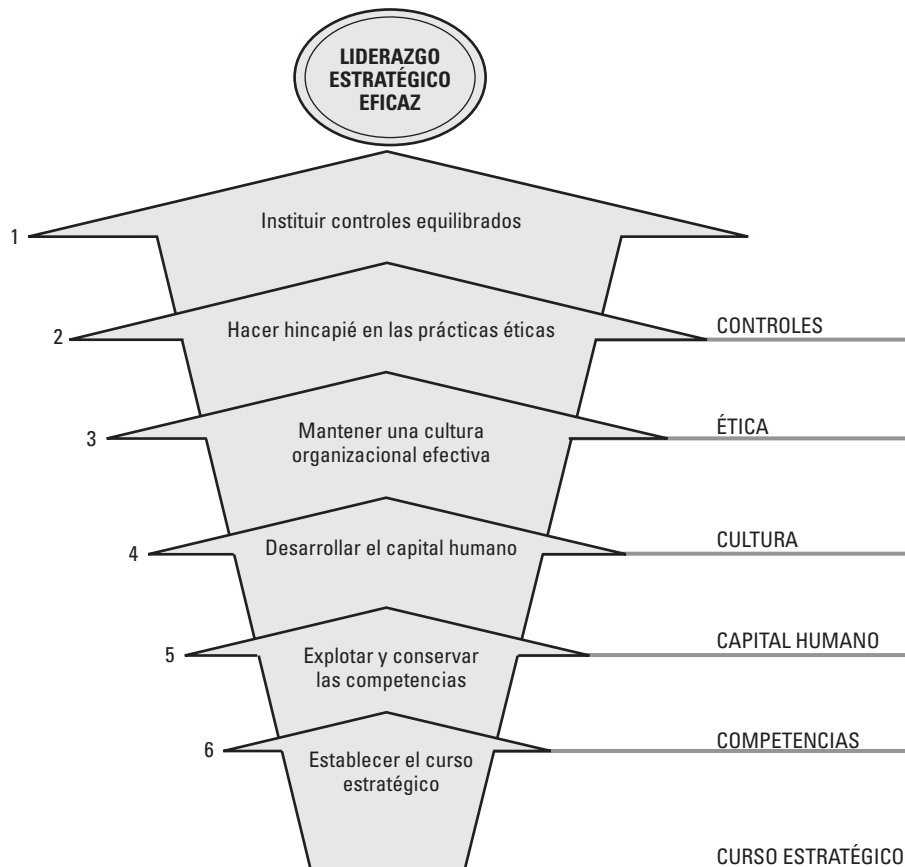 LIDERAZGO
ESTRATÉGICO
EFICAZ
Instituir controles equilibrados
1
Hacer hincapié en las prácticas éticas
CONTROLES
2
Mantener una cultura
organizacional efectiva
ÉTICA
3
Desarrollar el capital humano
CULTURA
4
Explotar y conservar
las competencias
CAPITAL HUMANO
5
Establecer el curso
estratégico
COMPETENCIAS
6
CURSO ESTRATÉGICO